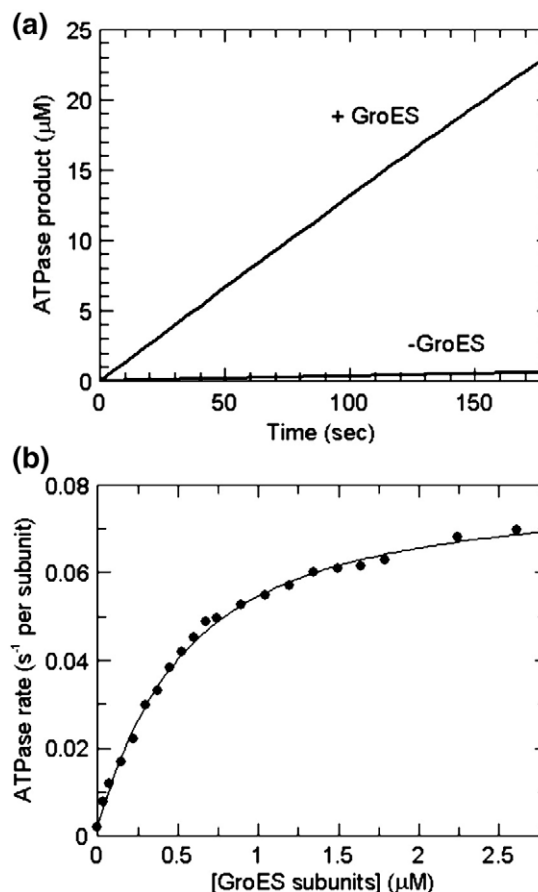 (a)
25
20
15
10
5
0
ATPase product (μM)
+ GroES
-GroES
0 50 100 150
Time (sec)
(b)
0.08
0.06
0.04
0.02
0
ATPase rate (s⁻¹ per subunit)
0 0.5 1 1.5 2 2.5
[GroES subunits] (μM)